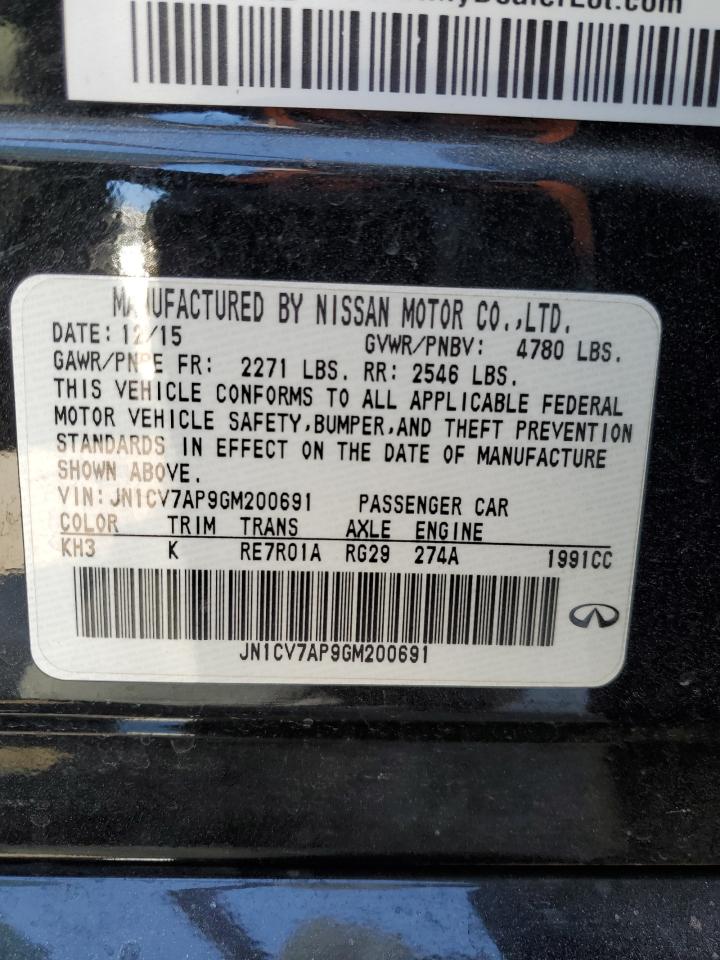 DealerLot.com
MANUFACTURED BY NISSAN MOTOR CO.,LTD.
DATE: 12/15 GVWR/PNBV: 4780 LBS.
GAWR/PNBE FR: 2271 LBS. RR: 2546 LBS.
THIS VEHICLE CONFORMS TO ALL APPLICABLE FEDERAL
MOTOR VEHICLE SAFETY,BUMPER,AND THEFT PREVENTION
STANDARDS IN EFFECT ON THE DATE OF MANUFACTURE
SHOWN ABOVE.
VIN:JN1CV7AP9GM200691 PASSENGER CAR
COLOR TRIM TRANS AXLE ENGINE
KH3 K RE7R01A RG29 274A 1991CC
JN1CV7AP9GM200691